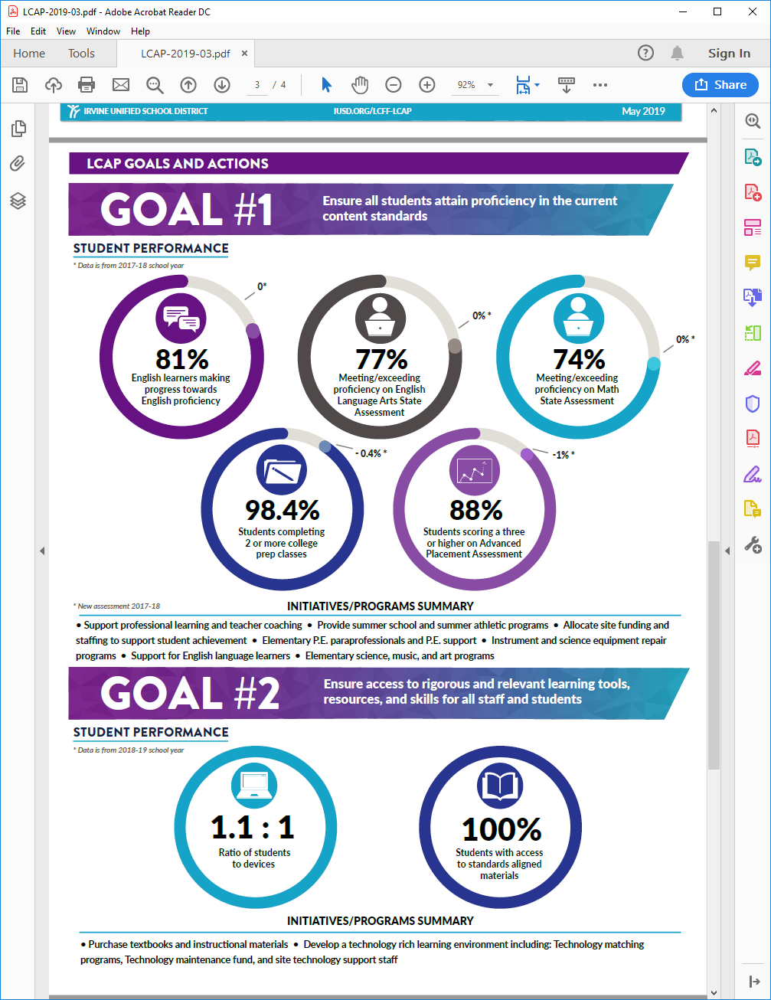 LCAP-2019-03.pdf - Adobe Acrobat Reader DC
File Edit View Window Help
Home Tools LCAP-2019-03.pdf × Sign In
3 / 4 92% Share
IRVINE UNIFIED SCHOOL DISTRICT IUSD.ORG/LCFF-LCAP May 2019
LCAP GOALS AND ACTIONS
GOAL #1
Ensure all students attain proficiency in the current
content standards
STUDENT PERFORMANCE
* Data is from 2017-18 school year
0*
81%
English learners making
progress towards
English proficiency
0% *
77%
Meeting/exceeding
proficiency on English
Language Arts State
Assessment
0% *
74%
Meeting/exceeding
proficiency on Math
State Assessment
- 0.4% *
98.4%
Students completing
2 or more college
prep classes
-1% *
88%
Students scoring a three
or higher on Advanced
Placement Assessment
* New assessment 2017-18
INITIATIVES/PROGRAMS SUMMARY
• Support professional learning and teacher coaching • Provide summer school and summer athletic programs • Allocate site funding and
staffing to support student achievement • Elementary P.E. paraprofessionals and P.E. support • Instrument and science equipment repair
programs • Support for English language learners • Elementary science, music, and art programs
GOAL #2
Ensure access to rigorous and relevant learning tools,
resources, and skills for all staff and students
STUDENT PERFORMANCE
* Data is from 2018-19 school year
1.1 : 1
Ratio of students
to devices
100%
Students with access
to standards aligned
materials
INITIATIVES/PROGRAMS SUMMARY
• Purchase textbooks and instructional materials • Develop a technology rich learning environment including: Technology matching
programs, Technology maintenance fund, and site technology support staff